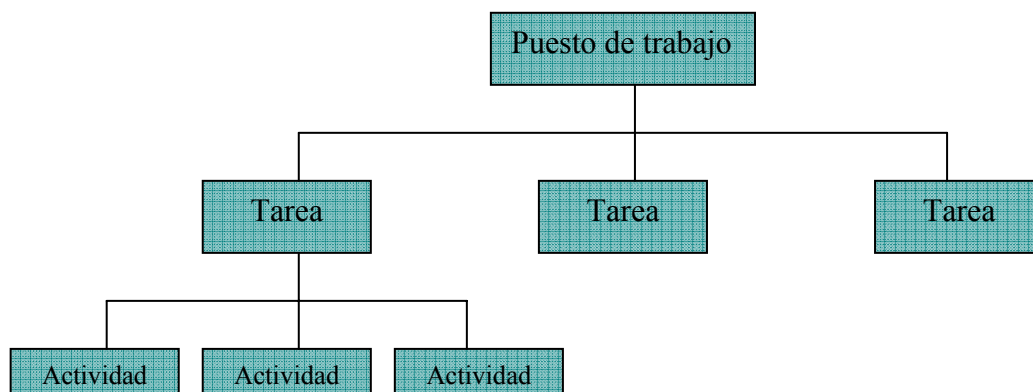 Puesto de trabajo
Tarea
Tarea
Tarea
Actividad
Actividad
Actividad